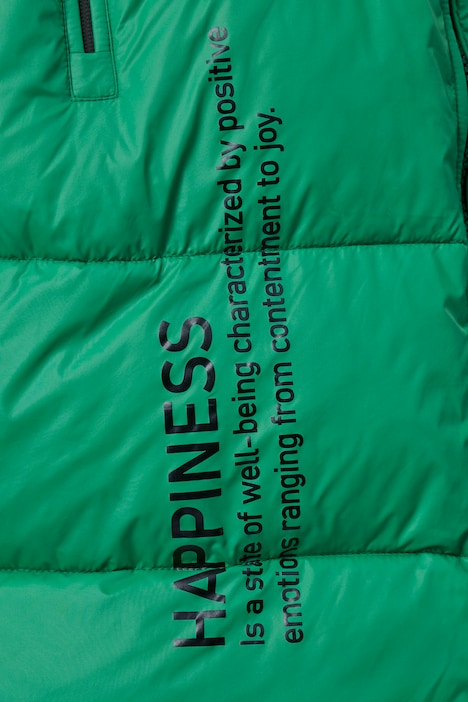 HAPPINESS
Is a state of well-being characterized by positive
emotions ranging from contentment to joy.